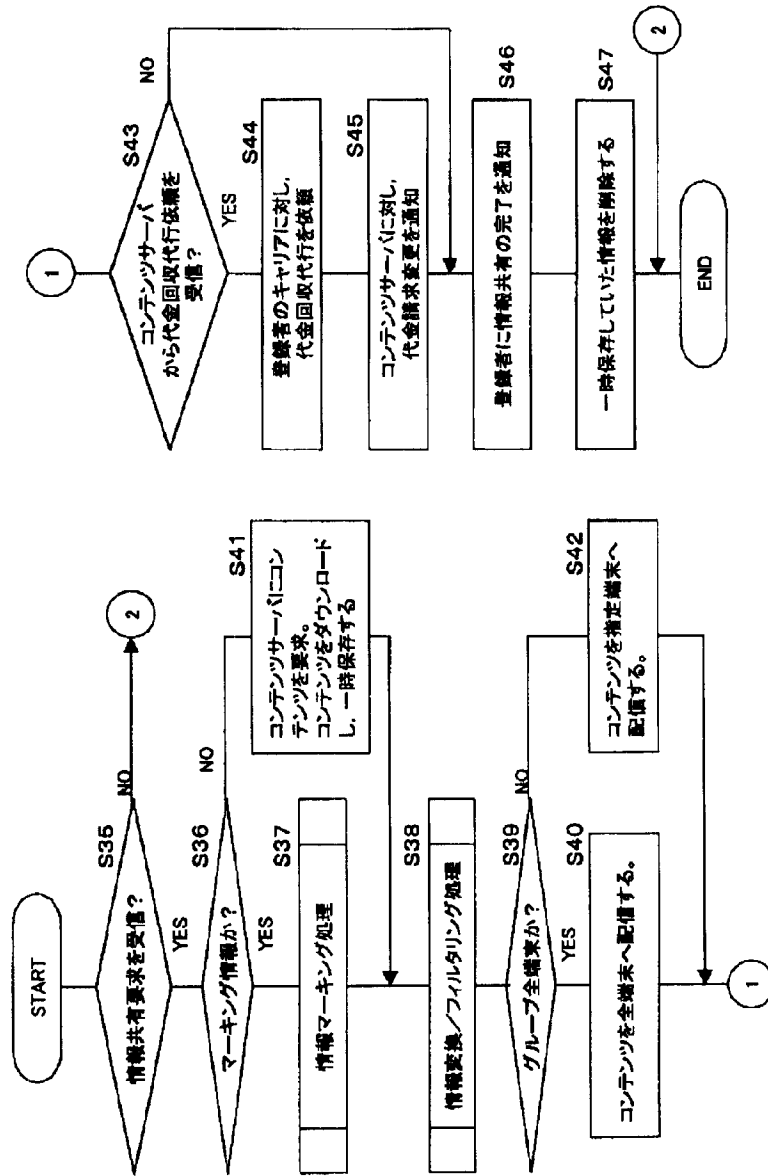 START
S35
情報共有要求を受信？
NO
2
YES
S36
マーキング情報か？
NO
YES
S41
コンテンツサーバにコン
テンツを要求。
コンテンツをダウンロード
し，一時保存する
S37
情報マーキング処理
S38
情報変換／フィルタリング処理
S39
グループ全端末か？
NO
YES
S40
コンテンツを全端末へ配信する。
S42
コンテンツを指定端末へ
配信する。
1
1
S43
コンテンツサーバ
から代金回収代行依頼を
受信？
NO
YES
S44
登録者のキャリアに対し，
代金回収代行を依頼
S45
コンテンツサーバに対し，
代金請求変更を通知
S46
登録者に情報共有の完了を通知
S47
一時保存していた情報を削除する
2
END